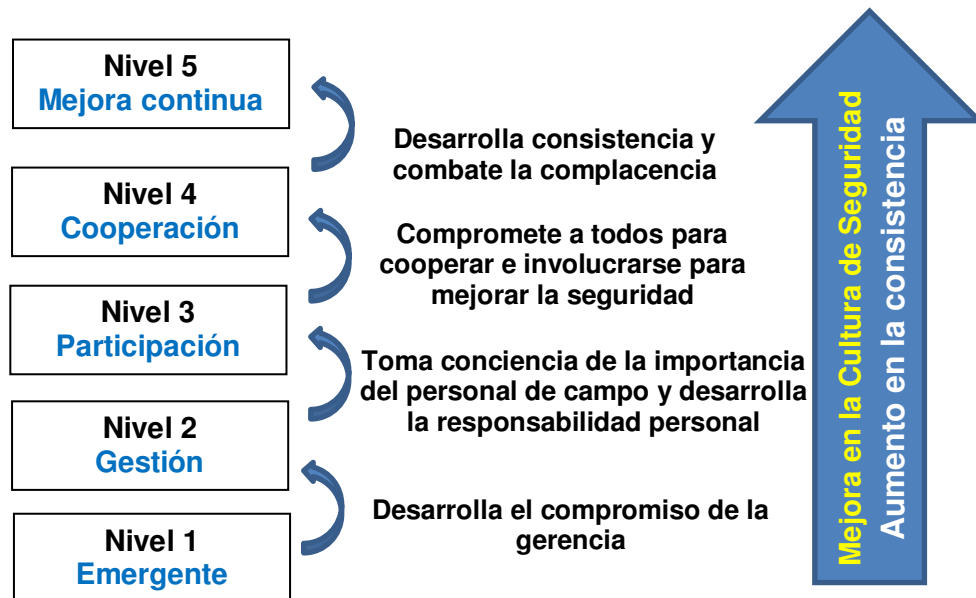 Nivel 5
Mejora continua
Desarrolla consistencia y
combate la complacencia
Nivel 4
Cooperación
Compromete a todos para
cooperar e involucrarse para
mejorar la seguridad
Nivel 3
Participación
Toma conciencia de la importancia
del personal de campo y desarrolla
la responsabilidad personal
Nivel 2
Gestión
Desarrolla el compromiso de la
gerencia
Nivel 1
Emergente
Mejora en la Cultura de Seguridad
Aumento en la consistencia